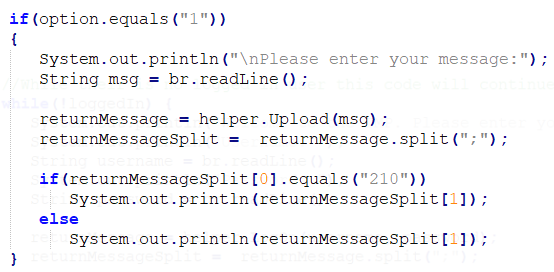 if(option.equals("1"))
{
System.out.println("\nPlease enter your message:");
String msg = br.readLine();
returnMessage = helper.Upload(msg);
returnMessageSplit =  returnMessage.split(";");
if(returnMessageSplit[0].equals("210"))
System.out.println(returnMessageSplit[1]);
else
System.out.println(returnMessageSplit[1]);
}